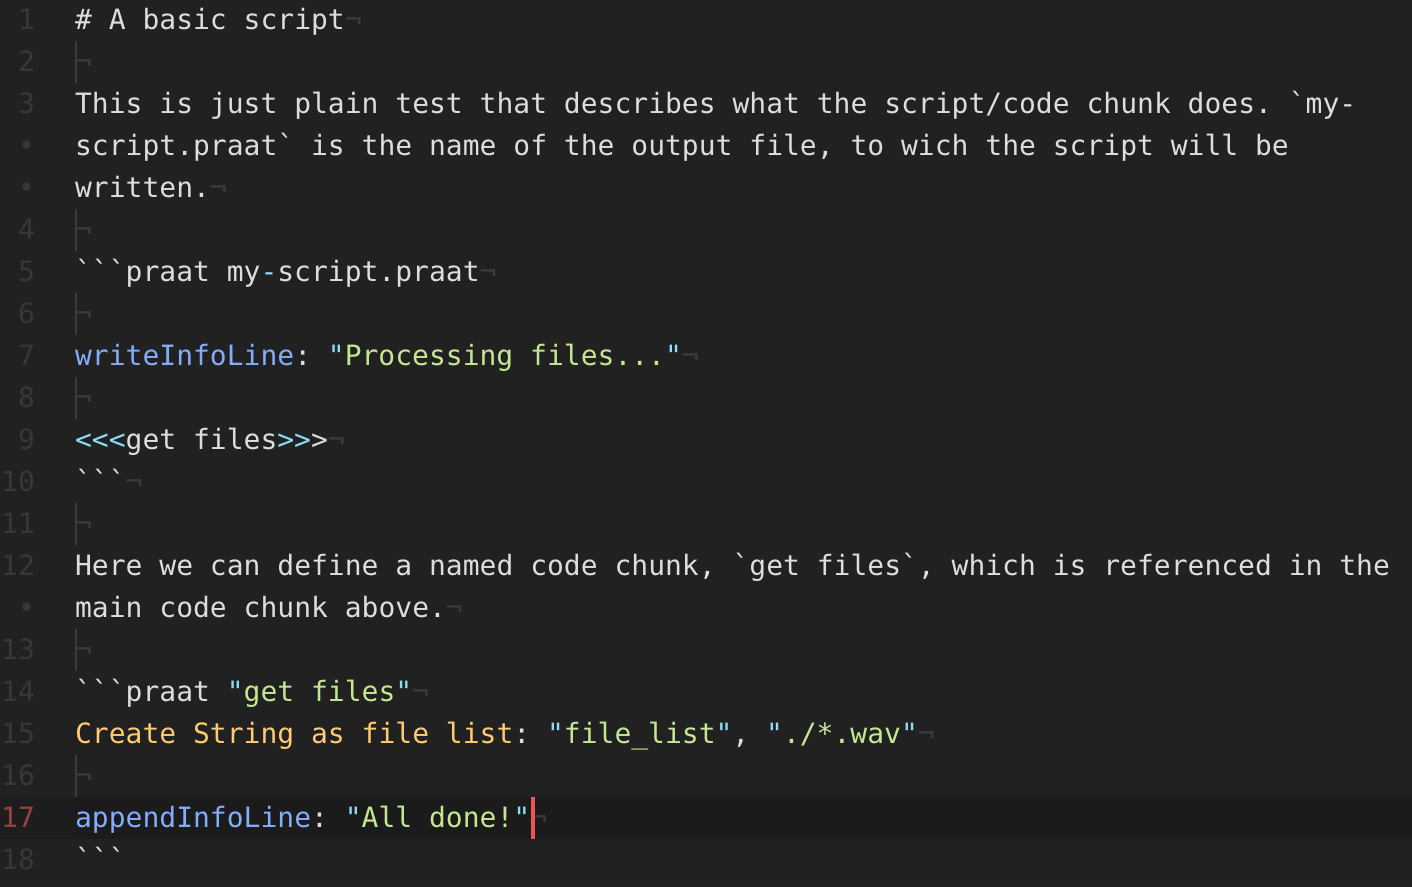 1 # A basic script¬
2 ¬
3 This is just plain test that describes what the script/code chunk does. `my-
• script.praat` is the name of the output file, to wich the script will be
• written.¬
4 ¬
5 ```praat my-script.praat¬
6 ¬
7 writeInfoLine: "Processing files..."¬
8 ¬
9 <<<get files>>>¬
10 ```¬
11 ¬
12 Here we can define a named code chunk, `get files`, which is referenced in the
• main code chunk above.¬
13 ¬
14 ```praat "get files"¬
15 Create String as file list: "file_list", "./*.wav"¬
16 ¬
17 appendInfoLine: "All done!"¬
18 ```